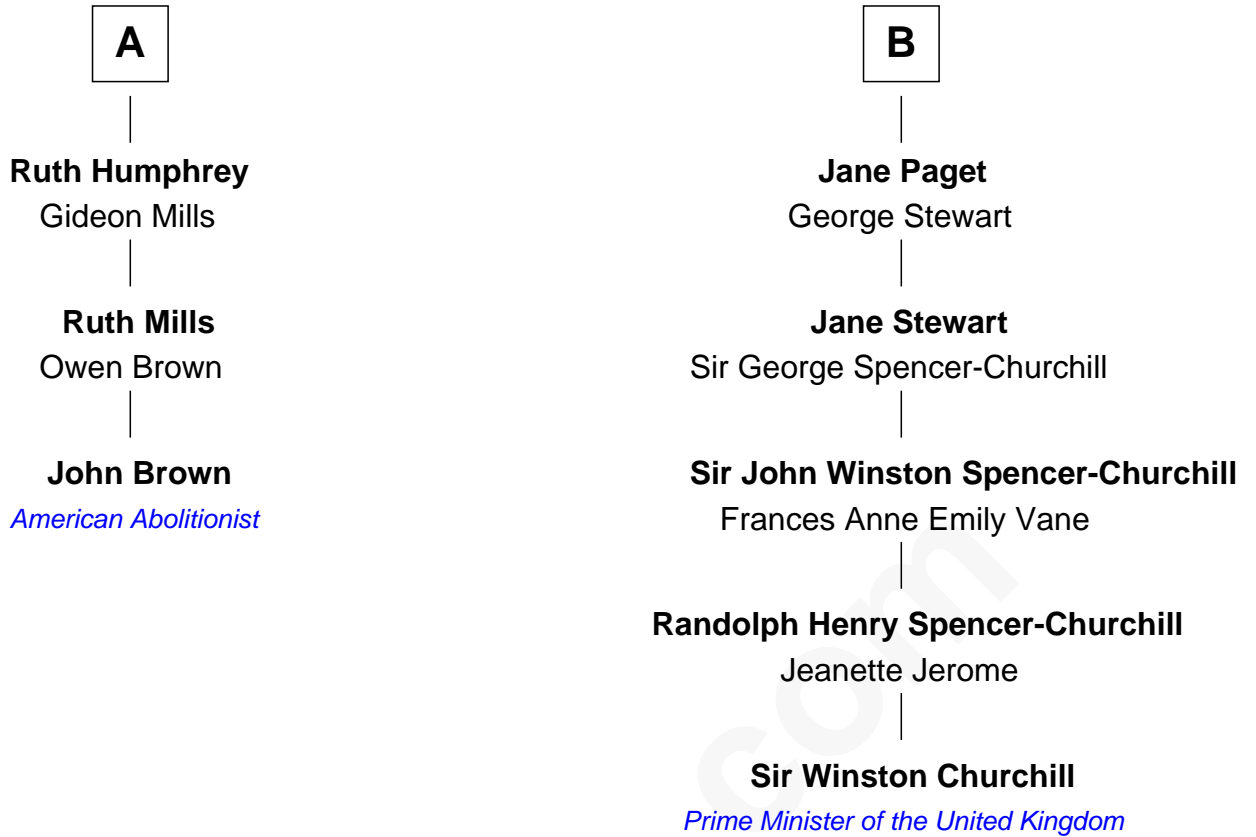 A
Ruth Humphrey
Gideon Mills
Ruth Mills
Owen Brown
John Brown
American Abolitionist
B
Jane Paget
George Stewart
Jane Stewart
Sir George Spencer-Churchill
Sir John Winston Spencer-Churchill
Frances Anne Emily Vane
Randolph Henry Spencer-Churchill
Jeanette Jerome
Sir Winston Churchill
Prime Minister of the United Kingdom
com